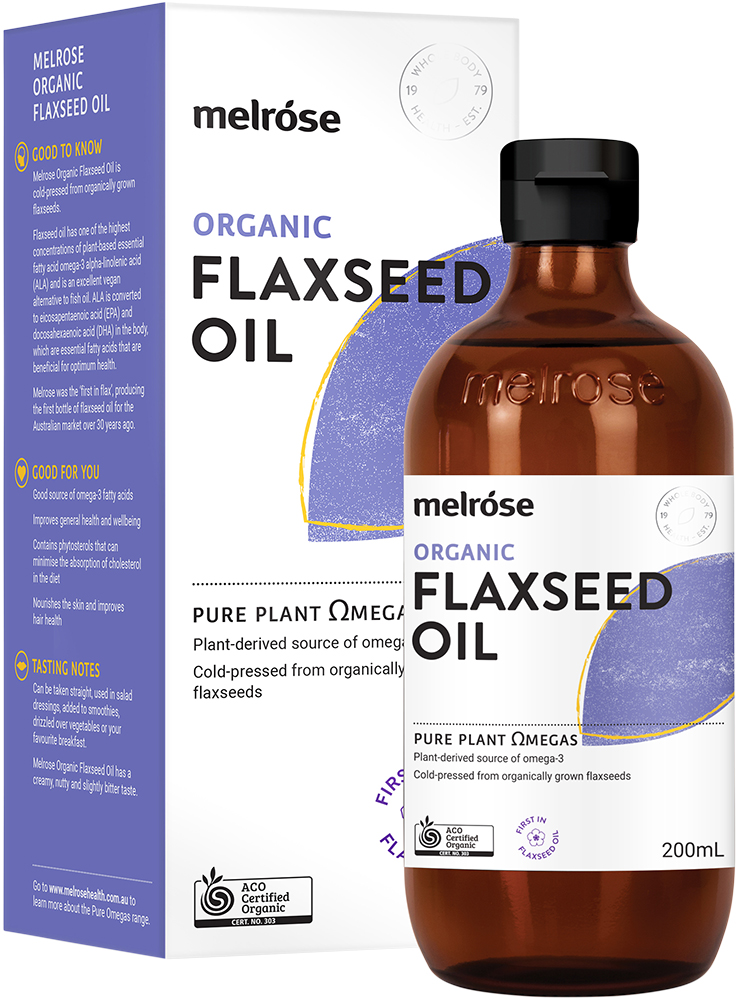 MELROSE
ORGANIC
FLAXSEED OIL
GOOD TO KNOW
Melrose Organic Flaxseed Oil is
cold-pressed from organically grown
flaxseeds.
Flaxseed oil has one of the highest
concentrations of plant-based essential
fatty acid omega-3 alpha-linolenic acid
(ALA) and is an excellent vegan
alternative to fish oil. ALA is converted
to eicosapentaenoic acid (EPA) and
docosahexaenoic acid (DHA) in the body,
which are essential fatty acids that are
beneficial for optimum health.
Melrose was the 'first in flax', producing
the first bottle of flaxseed oil for the
Australian market over 30 years ago.
GOOD FOR YOU
Good source of omega-3 fatty acids
Improves general health and wellbeing
Contains phytosterols that can
minimise the absorption of cholesterol
in the diet
Nourishes the skin and improves
hair health
TASTING NOTES
Can be taken straight, used in salad
dressings, added to smoothies,
drizzled over vegetables or your
favourite breakfast.
Melrose Organic Flaxseed Oil has a
creamy, nutty and slightly bitter taste.
Go to www.melrosehealth.com.au to
learn more about the Pure Omegas range.
WHOLE BODY
19 79
HEALTH - EST.
melróse
ORGANIC
FLAXSEED
OIL
PURE PLANT ΩMEGA
Plant-derived source of omega
Cold-pressed from organically
flaxseeds
FIRS
FLA
ACO
Certified
Organic
CERT. NO. 303
melrose
melróse
WHOLE BODY
19 79
HEALTH - EST.
ORGANIC
FLAXSEED
OIL
PURE PLANT ΩMEGAS
Plant-derived source of omega-3
Cold-pressed from organically grown flaxseeds
ACO
Certified
Organic
CERT. NO. 303
FIRST IN
FLAXSEED OIL
200mL